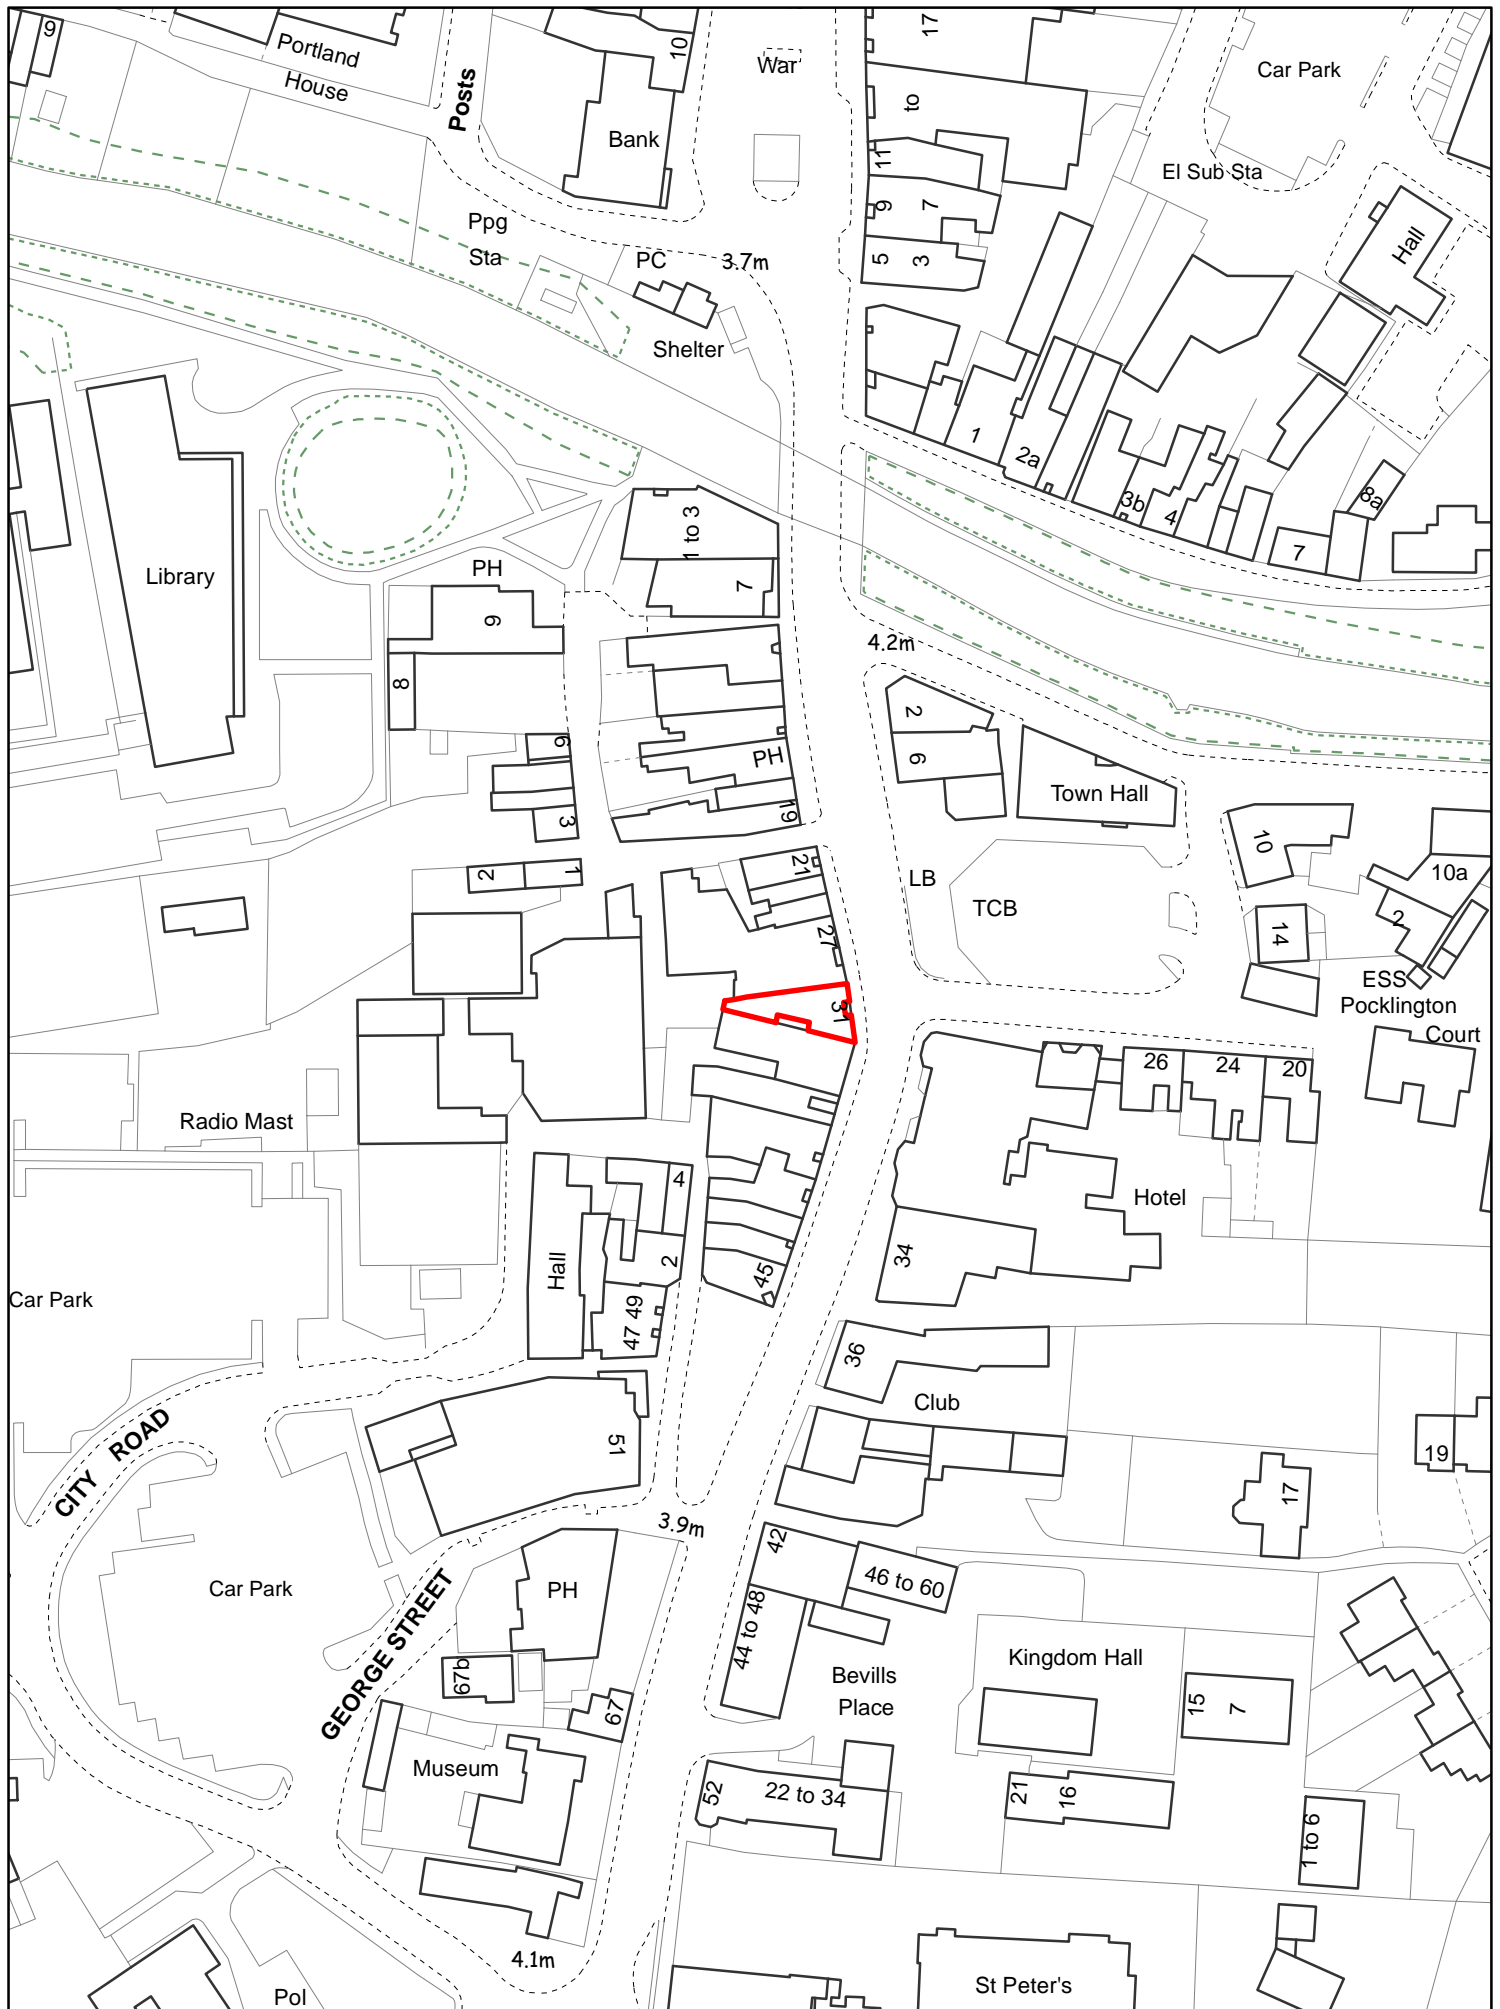 9
Portland
House
Posts
10
War
17
to
Car Park
Bank
11
El Sub Sta
9
7
Hall
Ppg
Sta
PC
3.7m
5
3
Shelter
1
2a
3b
4
8a
7
1 to 3
Library
PH
7
9
4.2m
8
2
6
6
PH
Town Hall
19
3
10
21
10a
2
1
LB
TCB
2
27
14
ESS
Pocklington
Court
31
26
24
20
Radio Mast
4
Hotel
2
34
Hall
45
Car Park
47 49
36
Club
CITY ROAD
51
19
17
3.9m
42
Car Park
PH
46 to 60
44 to 48
GEORGE STREET
Kingdom Hall
67b
Bevills
Place
15
7
67
Museum
52
22 to 34
21
16
1 to 6
4.1m
Pol
St Peter's